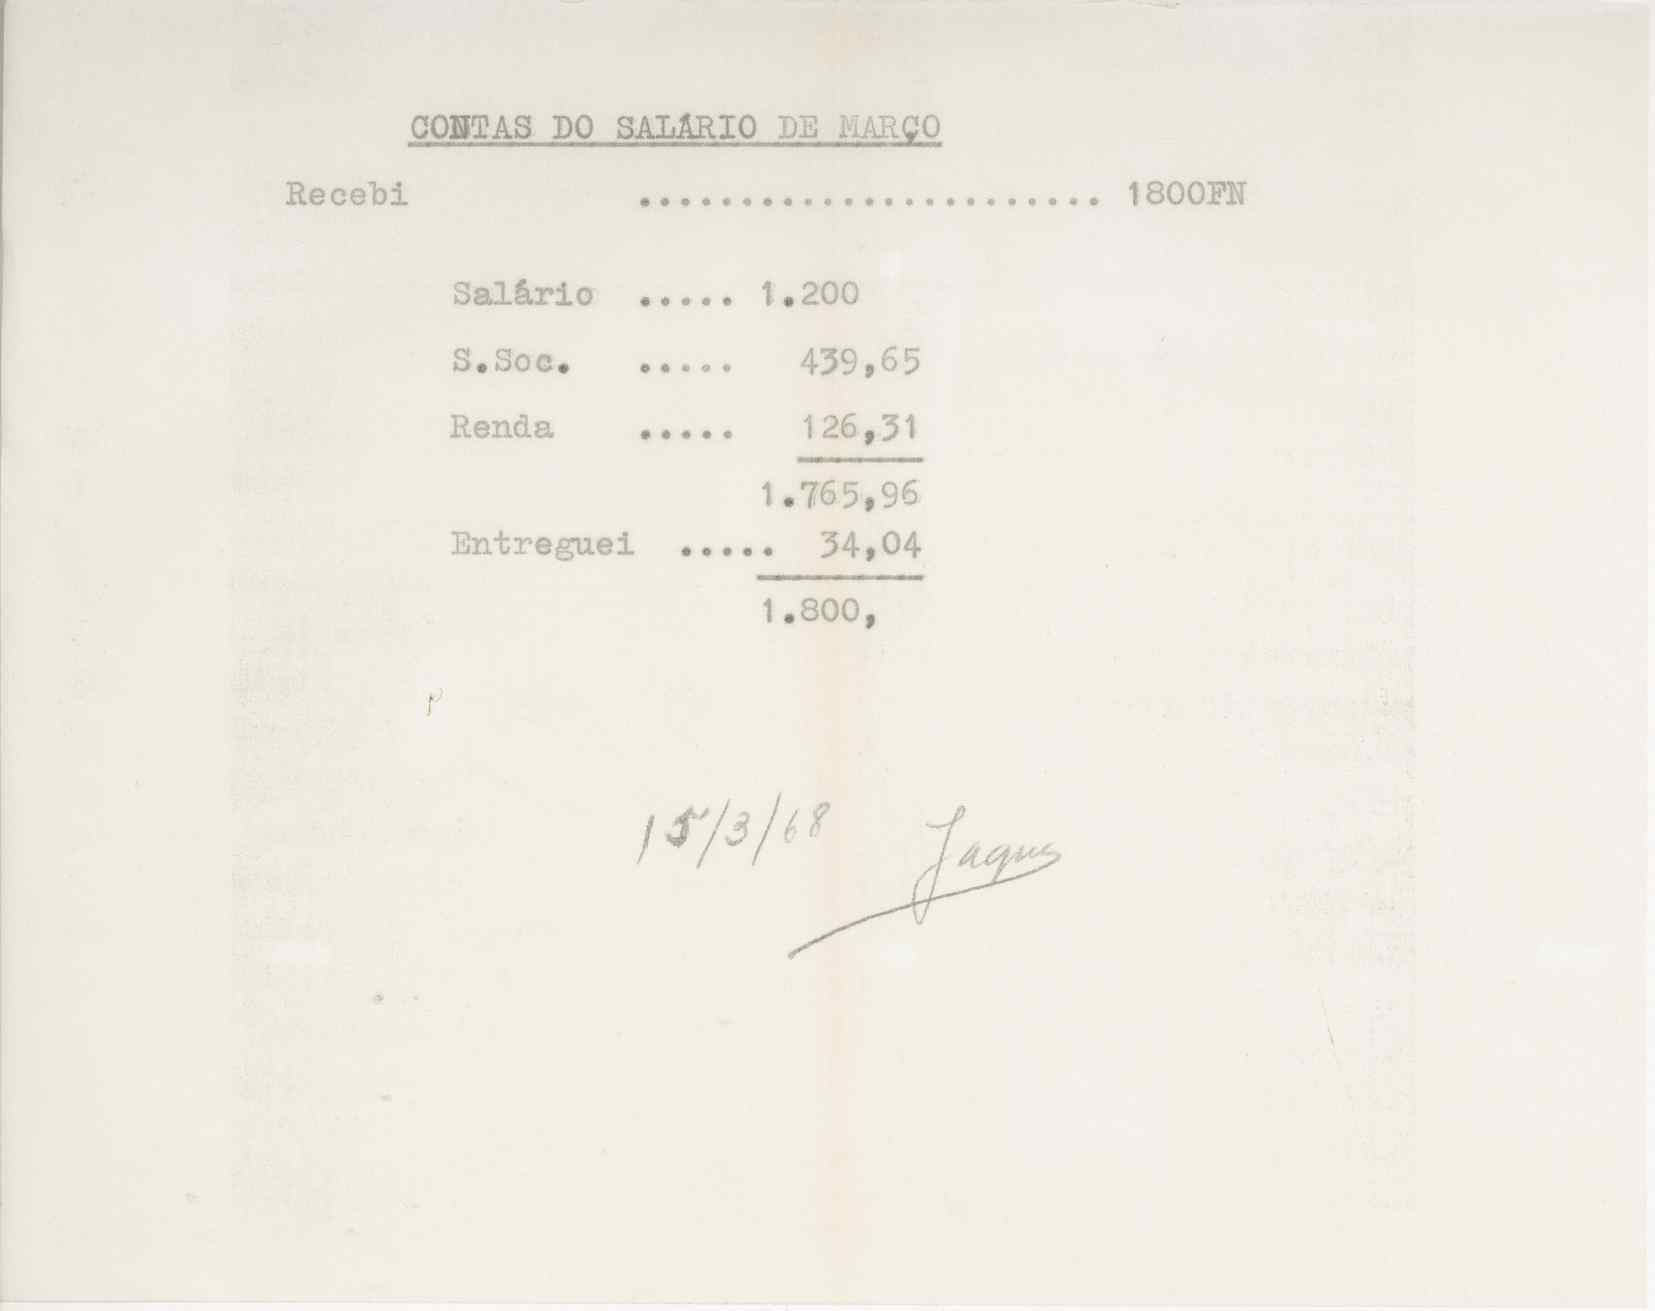 CONTAS DO SALÁRIO DE MARÇO
Recebi ....................... 1800FN
Salário ..... 1.200
S.Soc. ..... 439,65
Renda ..... 126,31
1.765,96
Entreguei ..... 34,04
1.800,
15/3/68 Jaques